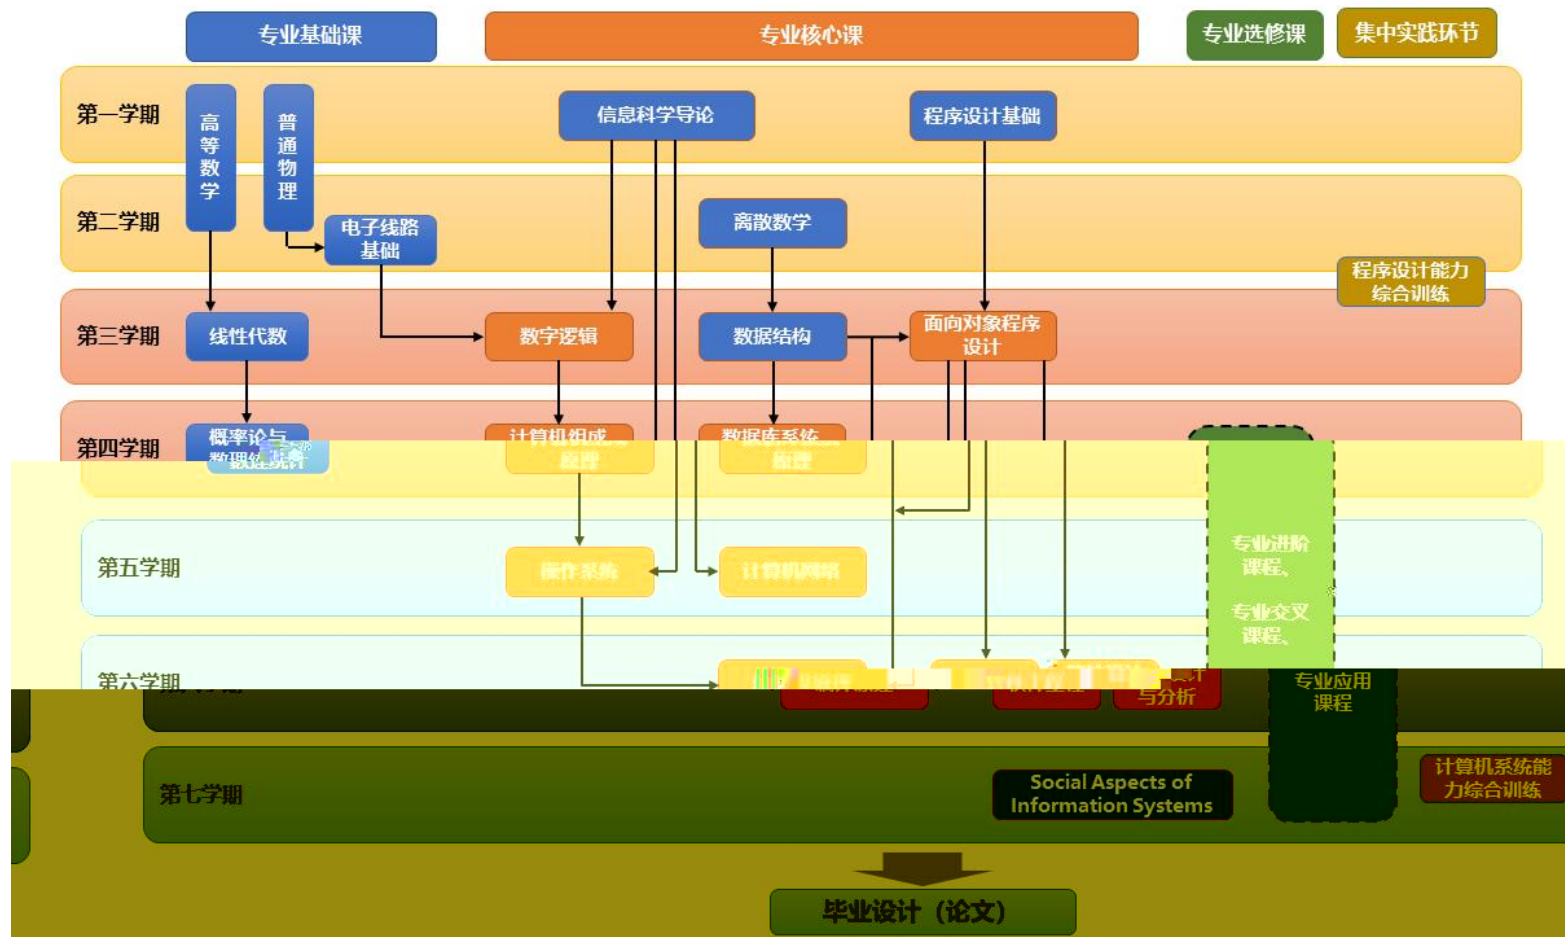 专业基础课
专业核心课
专业选修课
集中实践环节
第一学期
高等数学
普通物理
信息科学导论
程序设计基础
第二学期
电子线路
基础
离散数学
程序设计能力
综合训练
第三学期
线性代数
数字逻辑
数据结构
面向对象程序
设计
第四学期
概率论与
计算机组成
原理
数据库系统
原理
第五学期
操作系统
计算机网络
专业进阶
课程、
专业交叉
课程、
第六学期
与分析
专业应用
课程
第七学期
Social Aspects of
Information Systems
计算机系统能
力综合训练
毕业设计（论文）